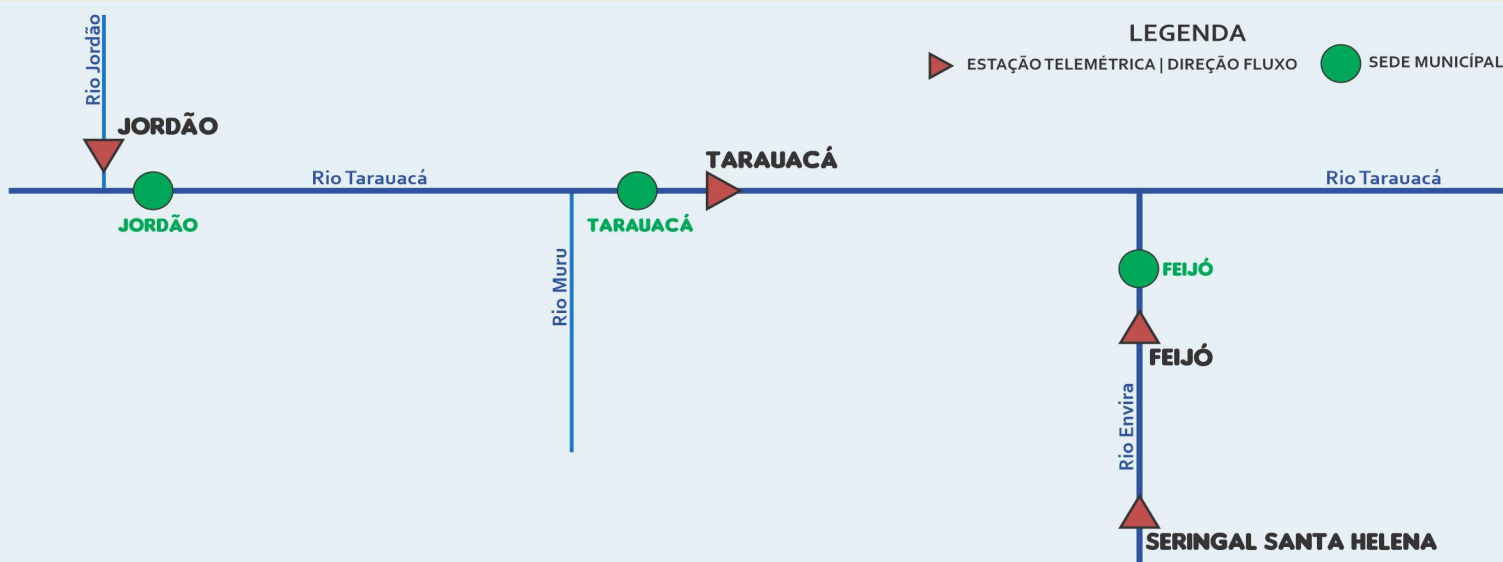 LEGENDA
ESTAÇÃO TELEMÉTRICA | DIREÇÃO FLUXO
SEDE MUNICÍPAL
Rio Jordão
JORDÃO
JORDÃO
Rio Tarauacá
TARAUACÁ
TARAUACÁ
Rio Muru
Rio Tarauacá
FEIJÓ
FEIJÓ
Rio Envira
SERINGAL SANTA HELENA